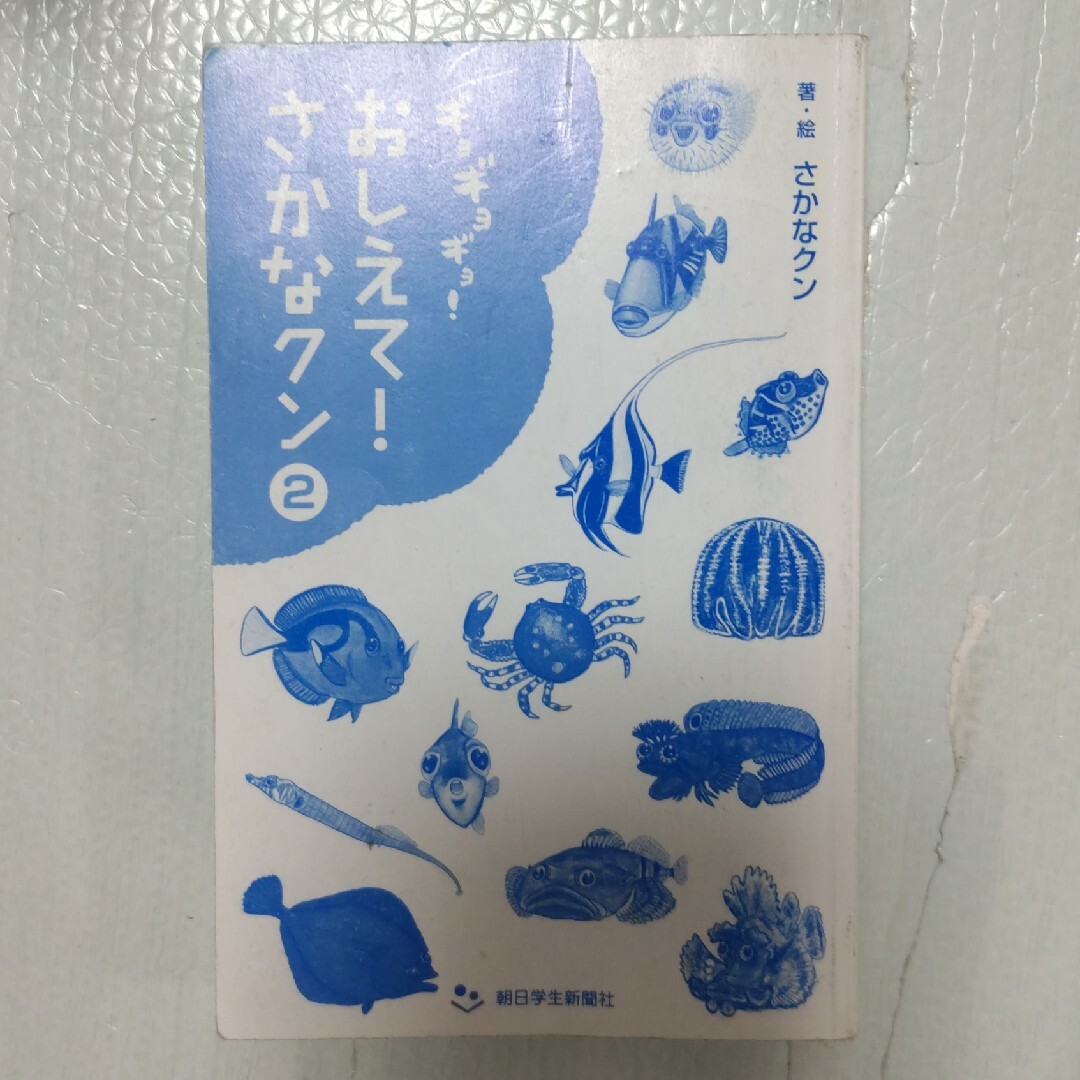 著・絵 さかなクン
ギョギョギョ!
おしえて!
さかなクン②
朝日学生新聞社